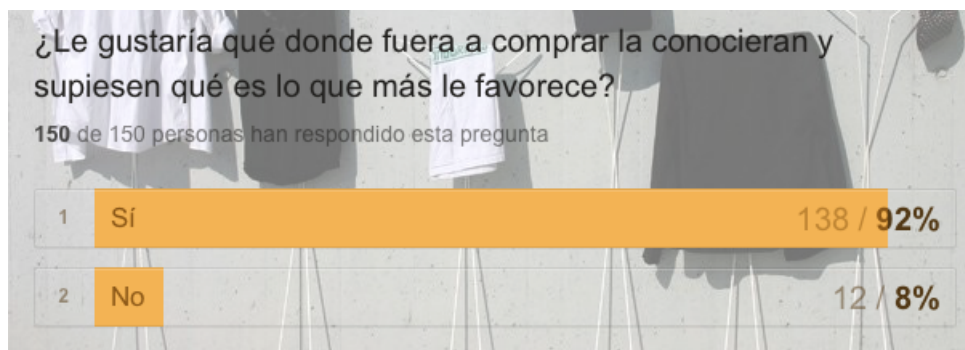 ¿Le gustaría qué donde fuera a comprar la conocieran y
supiesen qué es lo que más le favorece?
150 de 150 personas han respondido esta pregunta
1 Sí 138 / 92%
2 No 12 / 8%